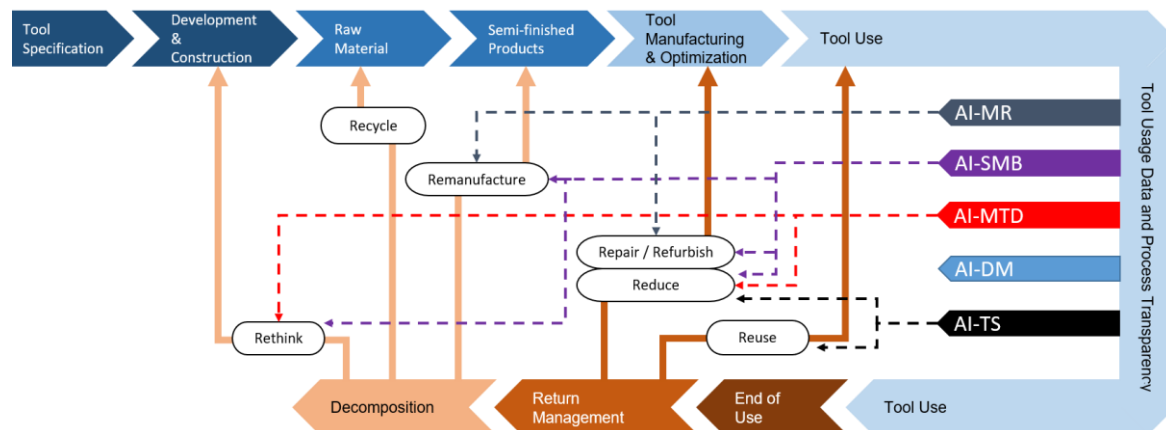 Tool
Specification
Development
&
Construction
Raw
Material
Semi-finished
Products
Tool
Manufacturing
& Optimization
Tool Use
Tool Usage Data and Process Transparency
AI-MR
Recycle
AI-SMB
Remanufacture
AI-MTD
Repair / Refurbish
AI-DM
Reduce
AI-TS
Rethink
Reuse
Decomposition
Return
Management
End of
Use
Tool Use